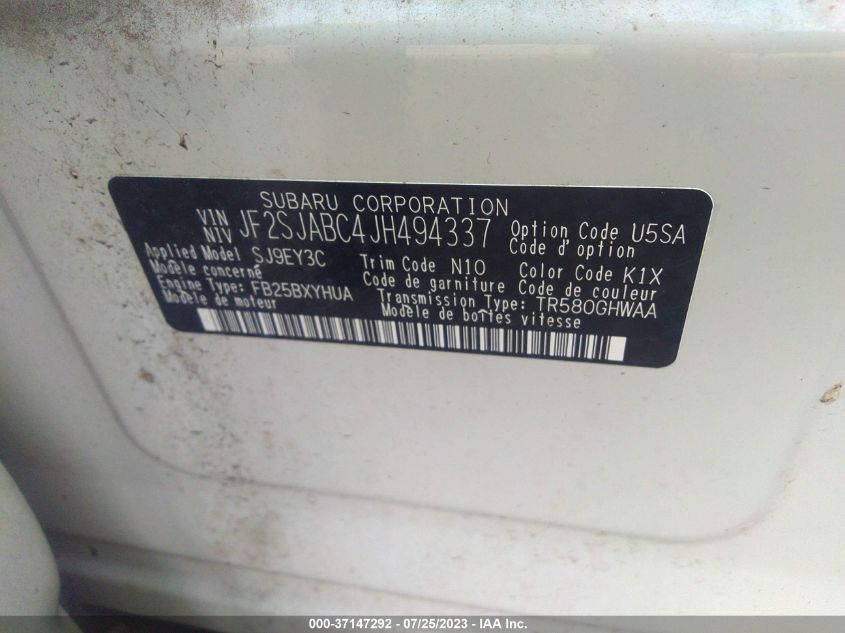 SUBARU CORPORATION
VIN JF2SJABC4JH494337 Option Code U5SA
NIV Code d'option
Applied Model SJ9EY3C Trim Code N10 Color Code K1X
Modèle concerné Code de garniture Code de couleur
Engine Type: FB25BXYHUA Transmission Type: TR580GHWAA
Modèle de moteur Modèle de boîtes vitesse
000-37147292 - 07/25/2023 - IAA Inc.